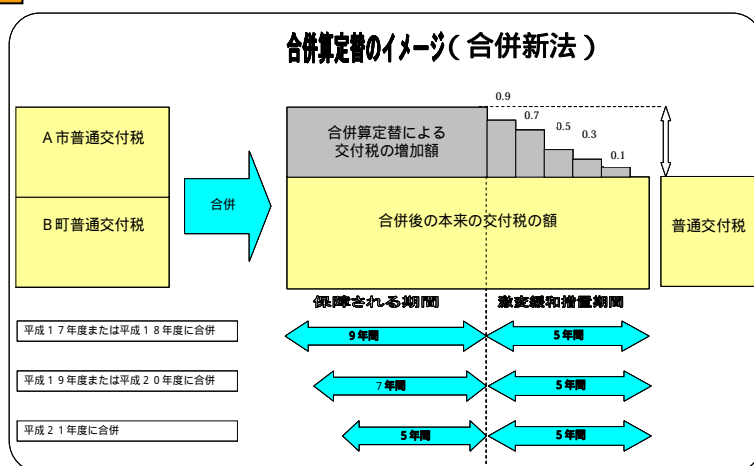 合併算定替のイメージ（合併新法）
A市普通交付税
B町普通交付税
合併
合併算定替による
交付税の増加額
0.9
0.7
0.5
0.3
0.1
合併後の本来の交付税の額
普通交付税
保障される期間
激変緩和措置期間
平成１７年度または平成１８年度に合併
９年間
５年間
平成１９年度または平成２０年度に合併
７年間
５年間
平成２１年度に合併
５年間
５年間